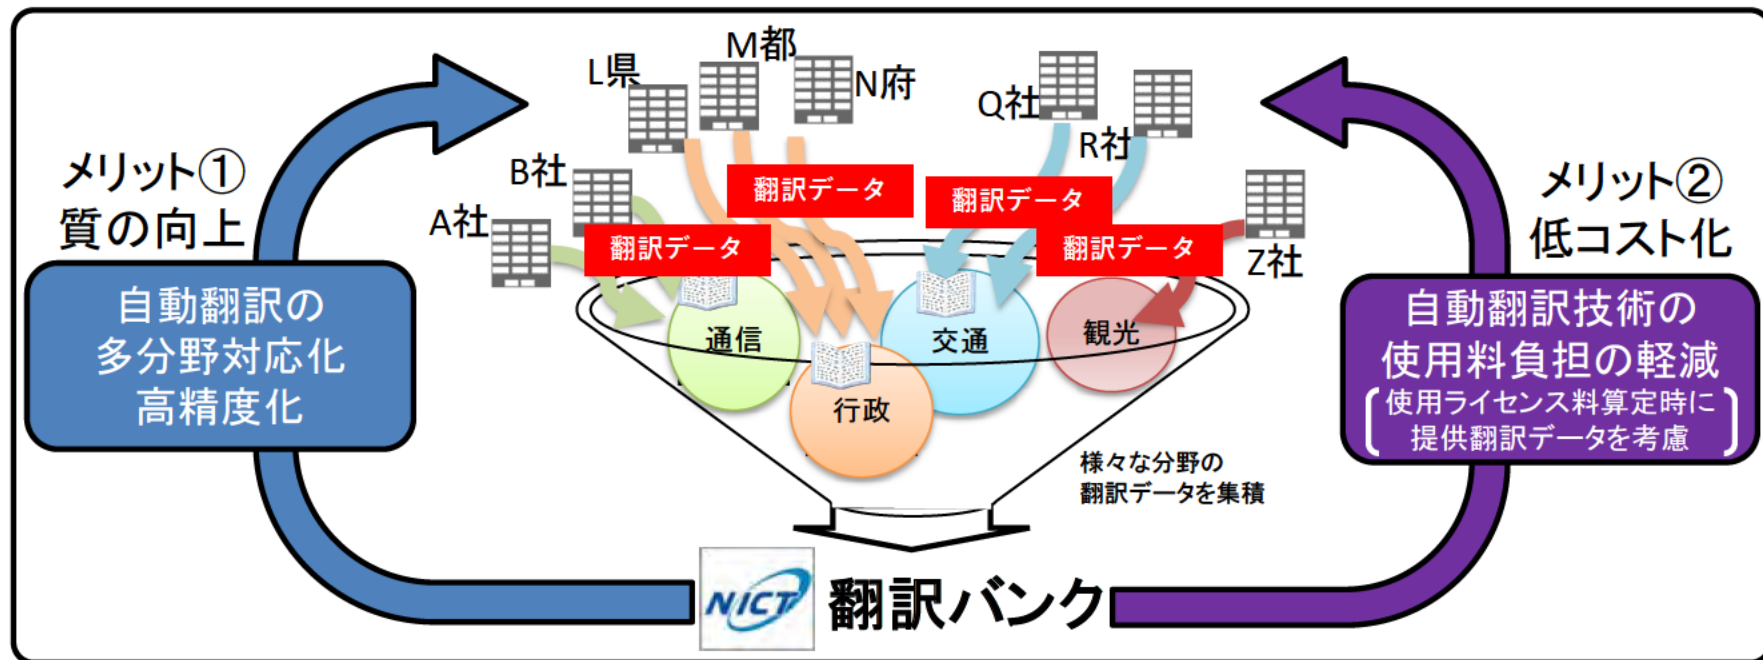 メリット①
質の向上
自動翻訳の
多分野対応化
高精度化
A社
B社
L県
M都
N府
Q社
R社
Z社
翻訳データ
翻訳データ
翻訳データ
翻訳データ
通信
行政
交通
観光
様々な分野の
翻訳データを集積
NICT 翻訳バンク
メリット②
低コスト化
自動翻訳技術の
使用料負担の軽減
使用ライセンス料算定時に
提供翻訳データを考慮